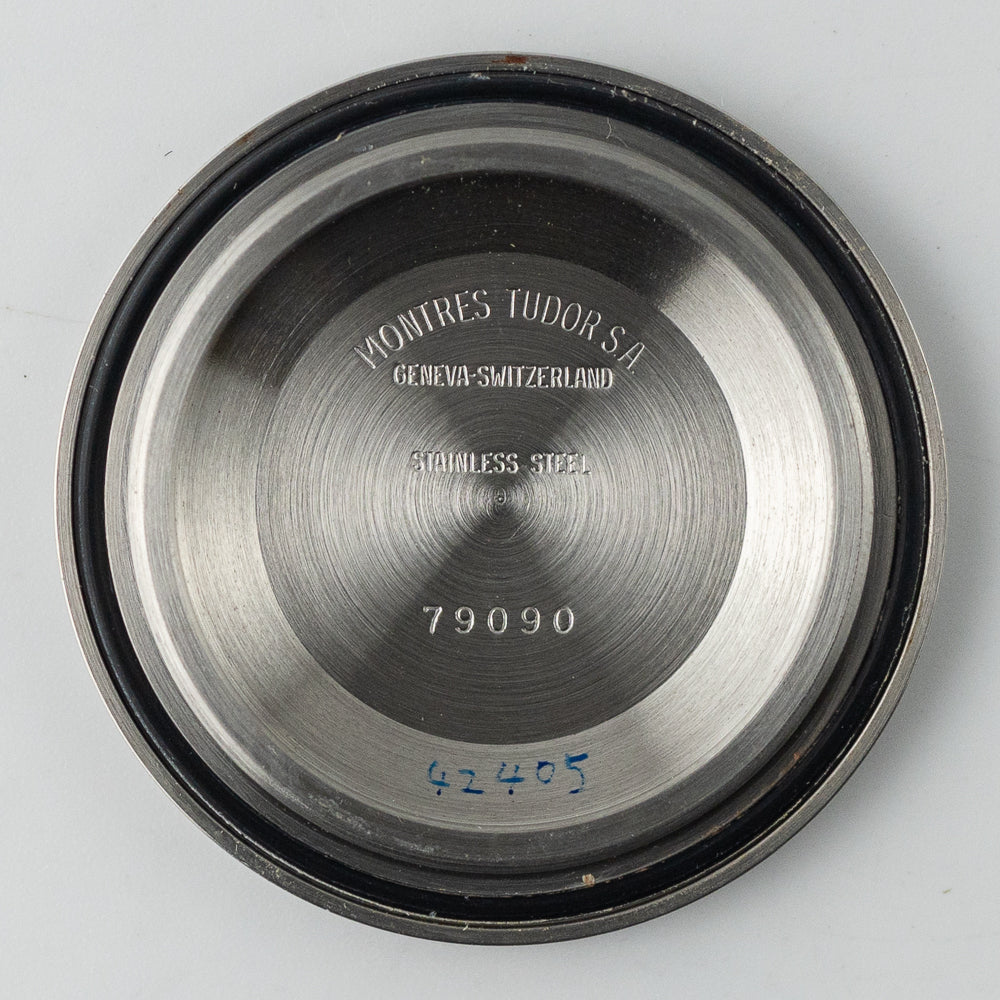 MONTRES TUDOR S.A.
GENEVA-SWITZERLAND
STAINLESS STEEL
79090
42405